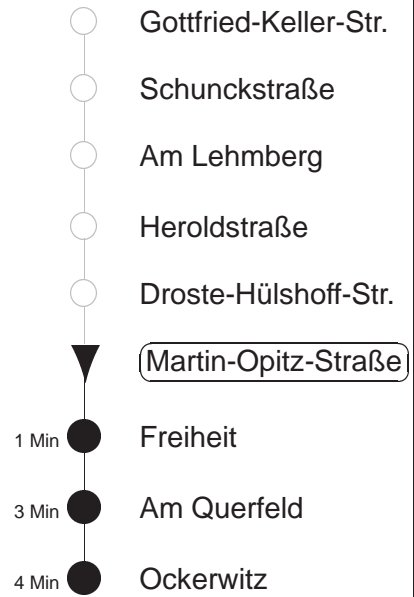 Gottfried-Keller-Str.
Schunckstraße
Am Lehmberg
Heroldstraße
Droste-Hülshoff-Str.
Martin-Opitz-Straße
1 Min Freiheit
3 Min Am Querfeld
4 Min Ockerwitz